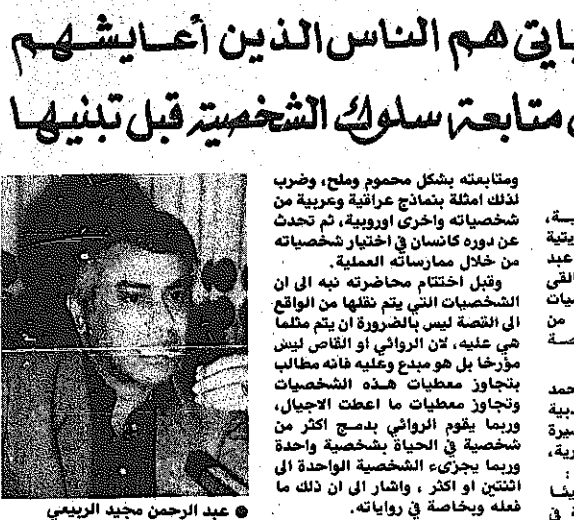 هم الناس الذين أعايشهم
متابعة سلوك الشخصية قبل تبنيها
عبد
القى
من
ومتابعته بشكل محموم وملح، وضرب
لذلك امثلة بنماذج عراقية وعربية من
شخصياته واخرى اوروبية، ثم تحدث
عن دوره كانسان في اختيار شخصياته
من خلال ممارساته العملية.
وقبل اختتام محاضرته نبه الى ان
الشخصيات التي يتم نقلها من الواقع
الى القصة ليس بالضرورة ان يتم مثلما
هي عليه، لان الروائي او القاص ليس
مؤرخا بل هو مبدع وعليه فانه مطالب
بتجاوز معطيات هذه الشخصيات
وتجاوز معطيات ما اعطت الاجيال،
وربما يقوم الروائي بدمج اكثر من
شخصية في الحياة بشخصية واحدة
وربما يجزىء الشخصية الواحدة الى
اثنتين او اكثر ، واشار الى ان ذلك ما
فعله وبخاصة في رواياته.
عبد الرحمن مجيد الربيعي